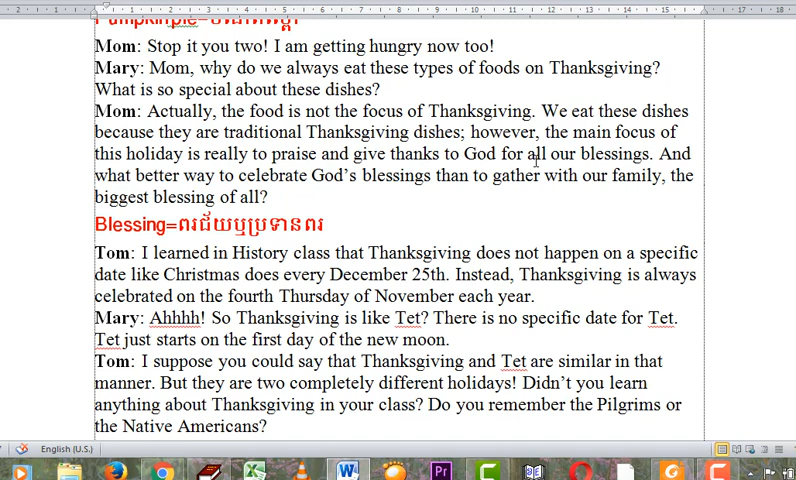 Mom: Stop it you two! I am getting hungry now too!
Mary: Mom, why do we always eat these types of foods on Thanksgiving?
What is so special about these dishes?
Mom: Actually, the food is not the focus of Thanksgiving. We eat these dishes
because they are traditional Thanksgiving dishes; however, the main focus of
this holiday is really to praise and give thanks to God for all our blessings. And
what better way to celebrate God’s blessings than to gather with our family, the
biggest blessing of all?
Blessing=ពរជ័យឬប្រទានពរ
Tom: I learned in History class that Thanksgiving does not happen on a specific
date like Christmas does every December 25th. Instead, Thanksgiving is always
celebrated on the fourth Thursday of November each year.
Mary: Ahhhh! So Thanksgiving is like Tet? There is no specific date for Tet.
Tet just starts on the first day of the new moon.
Tom: I suppose you could say that Thanksgiving and Tet are similar in that
manner. But they are two completely different holidays! Didn’t you learn
anything about Thanksgiving in your class? Do you remember the Pilgrims or
the Native Americans?
English (U.S.)